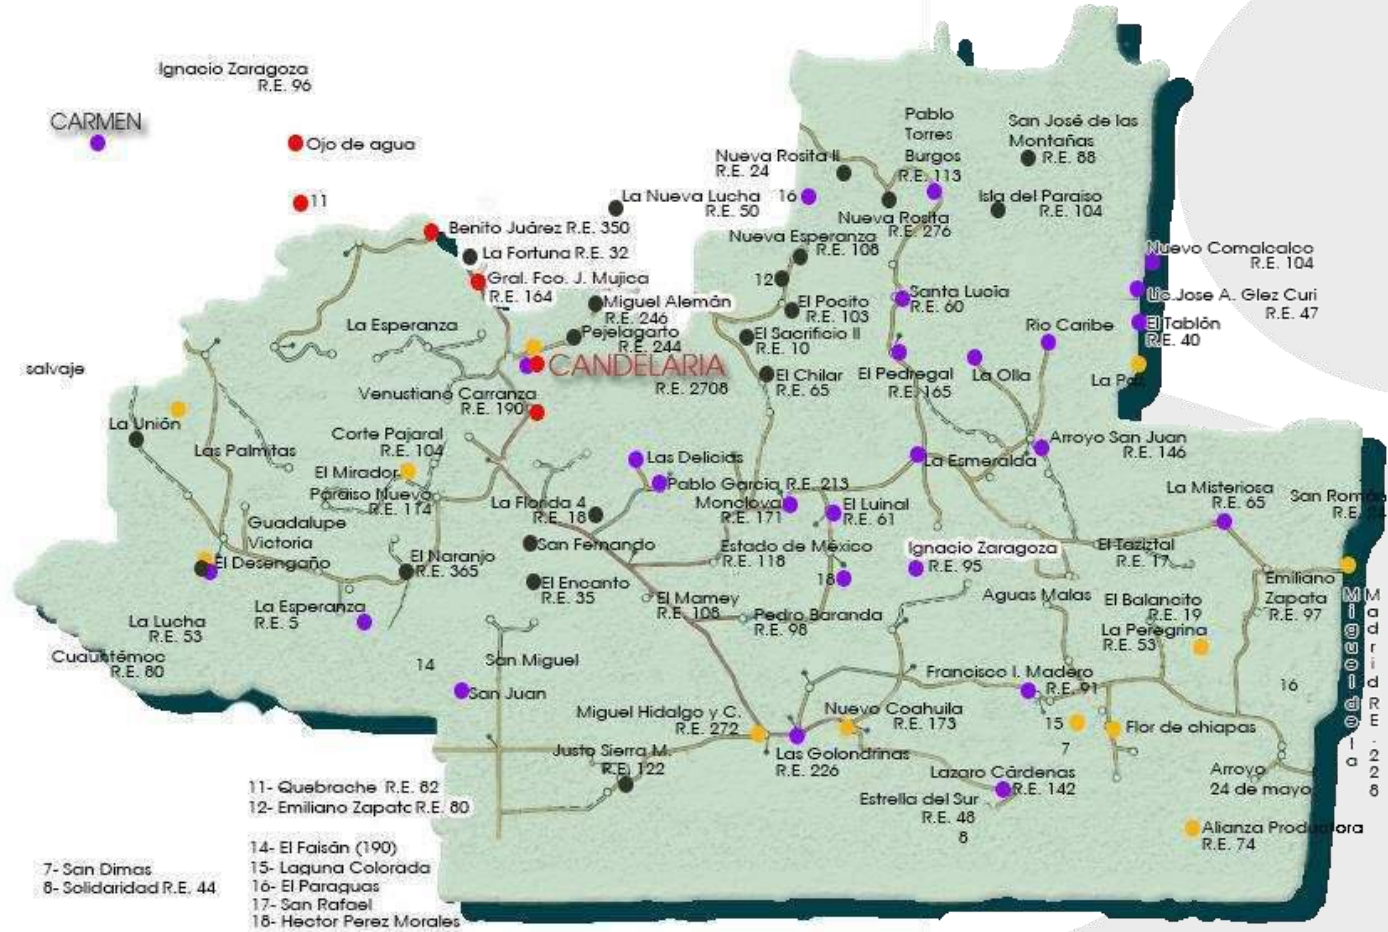 Ignacio Zaragoza
R.E. 96
CARMEN
Ojo de agua
11
Benito Juárez R.E. 350
La Fortuna R.E. 32
Gral. Fco. J. Mujica
R.E. 164
La Nueva Lucha
R.E. 50
16
Nueva Rosita II
R.E. 24
Pablo
Torres
Burgos
R.E. 113
San José de las
Montañas
R.E. 88
Isla del Paraiso
R.E. 104
Nueva Rosita
R.E. 276
Nueva Esperanza
R.E. 108
12
El Pocito
R.E. 103
El Sacrificio II
R.E. 10
El Chilar
R.E. 65
Santa Lucía
R.E. 60
Nuevo Comalcalco
R.E. 104
Lic.Jose A. Glez Curi
R.E. 47
El Tablón
R.E. 40
La Paz
Rio Caribe
La Olla
El Pedregal
R.E. 165
Miguel Alemán
R.E. 246
Pejelagarto
R.E. 244
CANDELARIA
R.E. 2708
La Esperanza
Venustiano Carranza
R.E. 190
salvaje
La Unión
Las Palmitas
Corte Pajaral
R.E. 104
El Mirador
Paraiso Nuevo
R.E. 114
Guadalupe
Victoria
El Desengaño
El Naranjo
R.E. 365
La Esperanza
R.E. 5
La Lucha
R.E. 53
Cuauhtémoc
R.E. 80
Las Delicias
Pablo Garcia R.E. 213
La Florida 4
R.E. 18
San Fernando
El Encanto
R.E. 35
El Mamey
R.E. 108
Monclova
R.E. 171
El Luinal
R.E. 61
Estado de México
R.E. 118
18
Pedro Baranda
R.E. 98
La Esmeralda
Arroyo San Juan
R.E. 146
La Misteriosa
R.E. 65
San Román
Ignacio Zaragoza
R.E. 95
El Taziztal
R.E. 17
Aguas Malas
El Balancito
R.E. 19
La Peregrina
R.E. 53
Emiliano
Zapata
R.E. 97
Miguel de la
Madrid R.E. 228
14
San Miguel
San Juan
Miguel Hidalgo y C.
R.E. 272
Justo Sierra M.
R.E. 122
Las Golondrinas
R.E. 226
Nuevo Coahuila
R.E. 173
Francisco I. Madero
R.E. 91
15
7
Flor de chiapas
16
Lazaro Cárdenas
R.E. 142
Estrella del Sur
R.E. 48
8
Arroyo
24 de mayo
Alianza Productora
R.E. 74
11- Quebrache R.E. 82
12- Emiliano Zapata R.E. 80
14- El Faisán (190)
15- Laguna Colorada
16- El Paraguas
17- San Rafael
18- Hector Perez Morales
7- San Dimas
8- Solidaridad R.E. 44